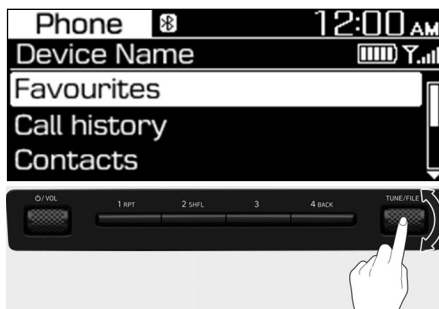 Phone 12:00 AM
Device Name
Favourites
Call history
Contacts
⏻/VOL 1 RPT 2 SHFL 3 4 BACK TUNE/FILE